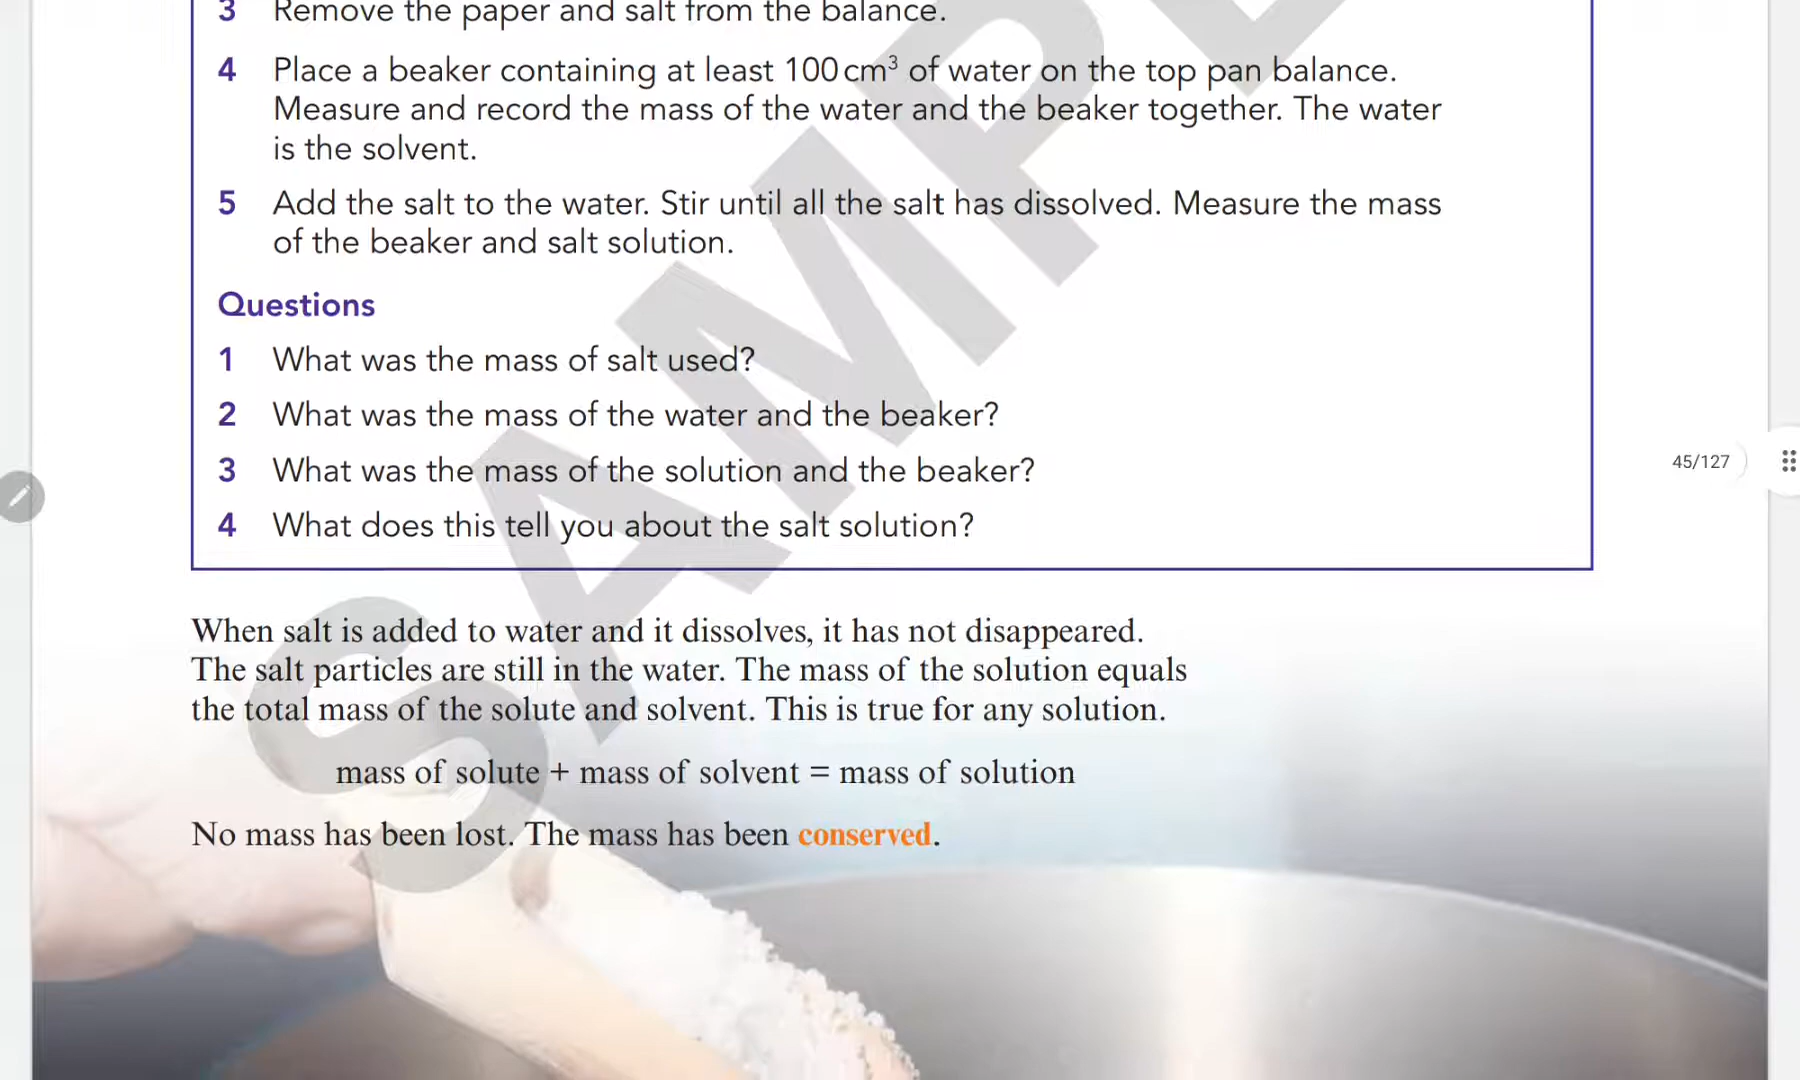 3 Remove the paper and salt from the balance.
4 Place a beaker containing at least 100 cm³ of water on the top pan balance.
Measure and record the mass of the water and the beaker together. The water
is the solvent.
5 Add the salt to the water. Stir until all the salt has dissolved. Measure the mass
of the beaker and salt solution.
Questions
1 What was the mass of salt used?
2 What was the mass of the water and the beaker?
3 What was the mass of the solution and the beaker?
4 What does this tell you about the salt solution?
45/127
When salt is added to water and it dissolves, it has not disappeared.
The salt particles are still in the water. The mass of the solution equals
the total mass of the solute and solvent. This is true for any solution.
mass of solute + mass of solvent = mass of solution
No mass has been lost. The mass has been conserved.
SAMPL